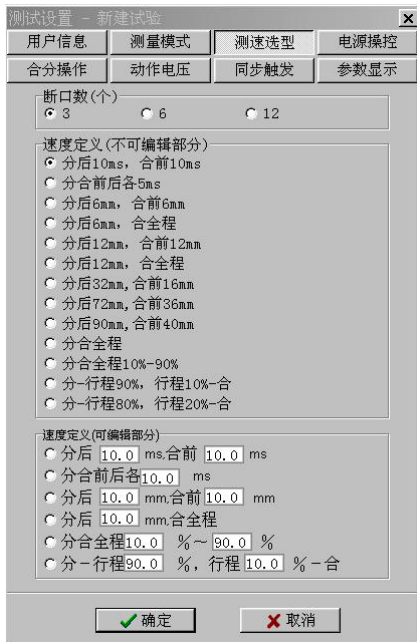 测试设置 - 新建试验
用户信息 测量模式 测速选型 电源操控
合分操作 动作电压 同步触发 参数显示
断口数(个)
3 6 12
速度定义(不可编辑部分)
分后10ms, 合前10ms
分合前后各5ms
分后6mm, 合前6mm
分后6mm, 合全程
分后12mm, 合前12mm
分后12mm, 合全程
分后32mm,合前16mm
分后72mm,合前36mm
分后90mm,合前40mm
分合全程
分合全程10%-90%
分-行程90%, 行程10%-合
分-行程80%, 行程20%-合
速度定义(可编辑部分)
分后 10.0 ms,合前 10.0 ms
分合前后各 10.0 ms
分后 10.0 mm,合前 10.0 mm
分后 10.0 mm,合全程
分合全程 10.0 %~ 90.0 %
分-行程 90.0 %, 行程 10.0 %-合
确定 取消